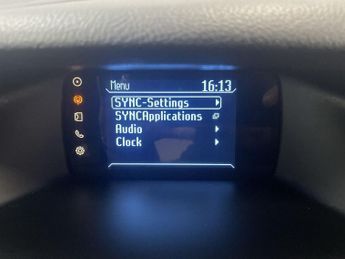 Menu 16:13
SYNC-Settings
SYNCApplications
Audio
Clock